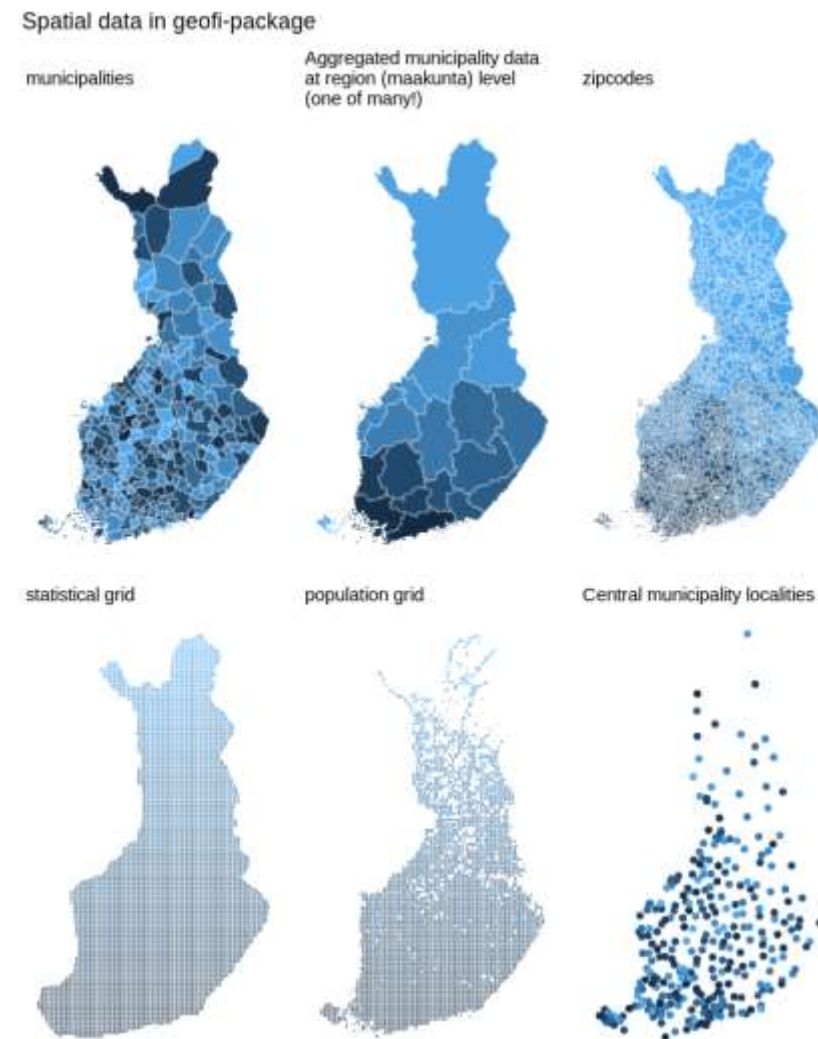 Spatial data in geofi-package
municipalities
Aggregated municipality data
at region (maakunta) level
(one of many!)
zipcodes
statistical grid
population grid
Central municipality localities